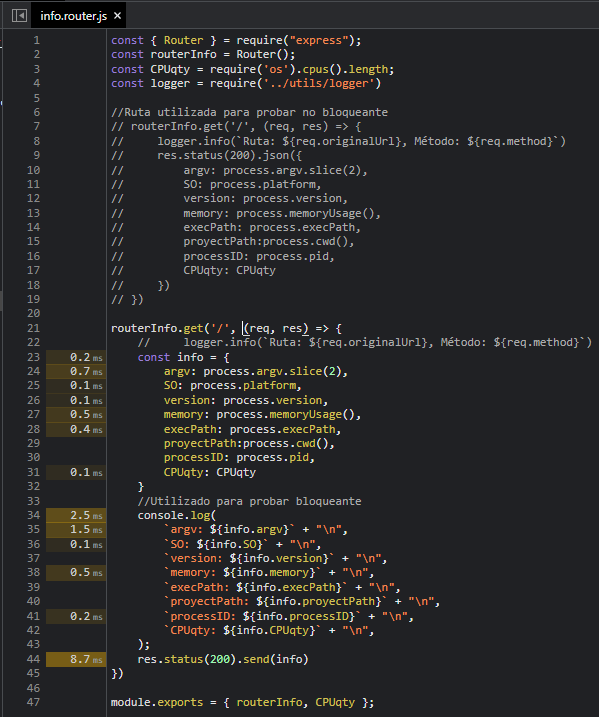 info.router.js ×
1 const { Router } = require("express");
2 const routerInfo = Router();
3 const CPUqty = require('os').cpus().length;
4 const logger = require('../utils/logger')
5
6 //Ruta utilizada para probar no bloqueante
7 // routerInfo.get('/', (req, res) => {
8 //     logger.info(`Ruta: ${req.originalUrl}, Método: ${req.method}`)
9 //     res.status(200).json({
10 //         argv: process.argv.slice(2),
11 //         SO: process.platform,
12 //         version: process.version,
13 //         memory: process.memoryUsage(),
14 //         execPath: process.execPath,
15 //         proyectPath:process.cwd(),
16 //         processID: process.pid,
17 //         CPUqty: CPUqty
18 //     })
19 // })
20
21 routerInfo.get('/', (req, res) => {
22     //     logger.info(`Ruta: ${req.originalUrl}, Método: ${req.method}`)
23 0.2 ms     const info = {
24 0.7 ms         argv: process.argv.slice(2),
25 0.1 ms         SO: process.platform,
26 0.1 ms         version: process.version,
27 0.5 ms         memory: process.memoryUsage(),
28 0.4 ms         execPath: process.execPath,
29         proyectPath:process.cwd(),
30         processID: process.pid,
31 0.1 ms         CPUqty: CPUqty
32     }
33     //Utilizado para probar bloqueante
34 2.5 ms     console.log(
35 1.5 ms         `argv: ${info.argv}` + "\n",
36 0.1 ms         `SO: ${info.SO}` + "\n",
37         `version: ${info.version}` + "\n",
38 0.5 ms         `memory: ${info.memory}` + "\n",
39         `execPath: ${info.execPath}` + "\n",
40         `proyectPath: ${info.proyectPath}` + "\n",
41 0.2 ms         `processID: ${info.processID}` + "\n",
42         `CPUqty: ${info.CPUqty}` + "\n",
43     );
44 8.7 ms     res.status(200).send(info)
45 })
46
47 module.exports = { routerInfo, CPUqty };